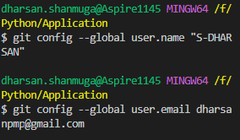 dharsan.shanmuga@Aspire1145 MINGW64 /f/
Python/Application
$ git config --global user.name "S-DHAR
SAN"
dharsan.shanmuga@Aspire1145 MINGW64 /f/
Python/Application
$ git config --global user.email dharsa
npmp@gmail.com